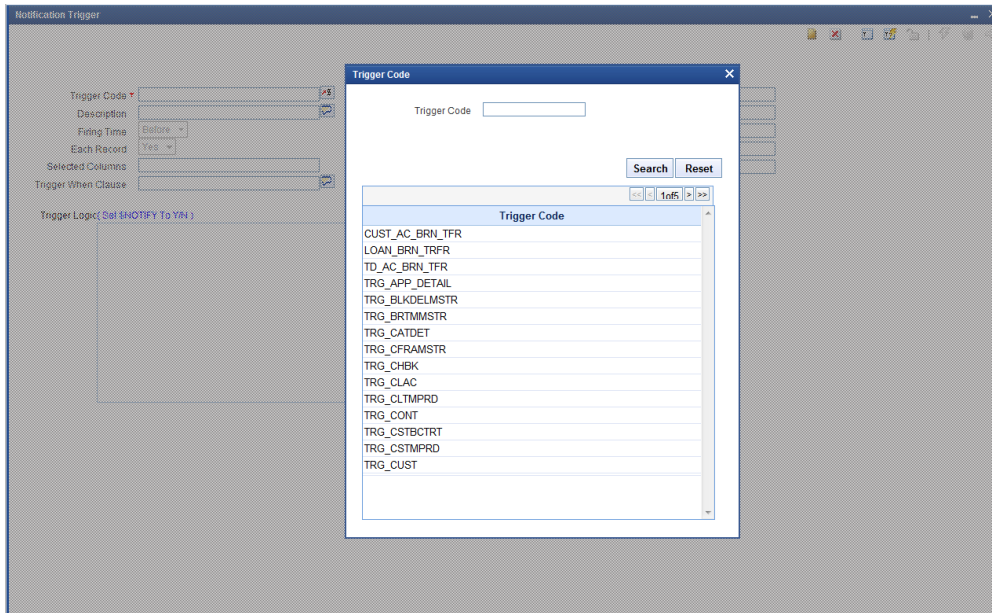 Notification Trigger
Trigger Code *
Description
Firing Time Before
Each Record Yes
Selected Columns
Trigger When Clause
Trigger Logic( Set $NOTIFY To Y/N )
Trigger Code
Trigger Code
Search Reset
<< < 1of5 > >>
Trigger Code
CUST_AC_BRN_TFR
LOAN_BRN_TRFR
TD_AC_BRN_TFR
TRG_APP_DETAIL
TRG_BLKDELMSTR
TRG_BRTMMSTR
TRG_CATDET
TRG_CFRAMSTR
TRG_CHBK
TRG_CLAC
TRG_CLTMPRD
TRG_CONT
TRG_CSTBCTRT
TRG_CSTMPRD
TRG_CUST